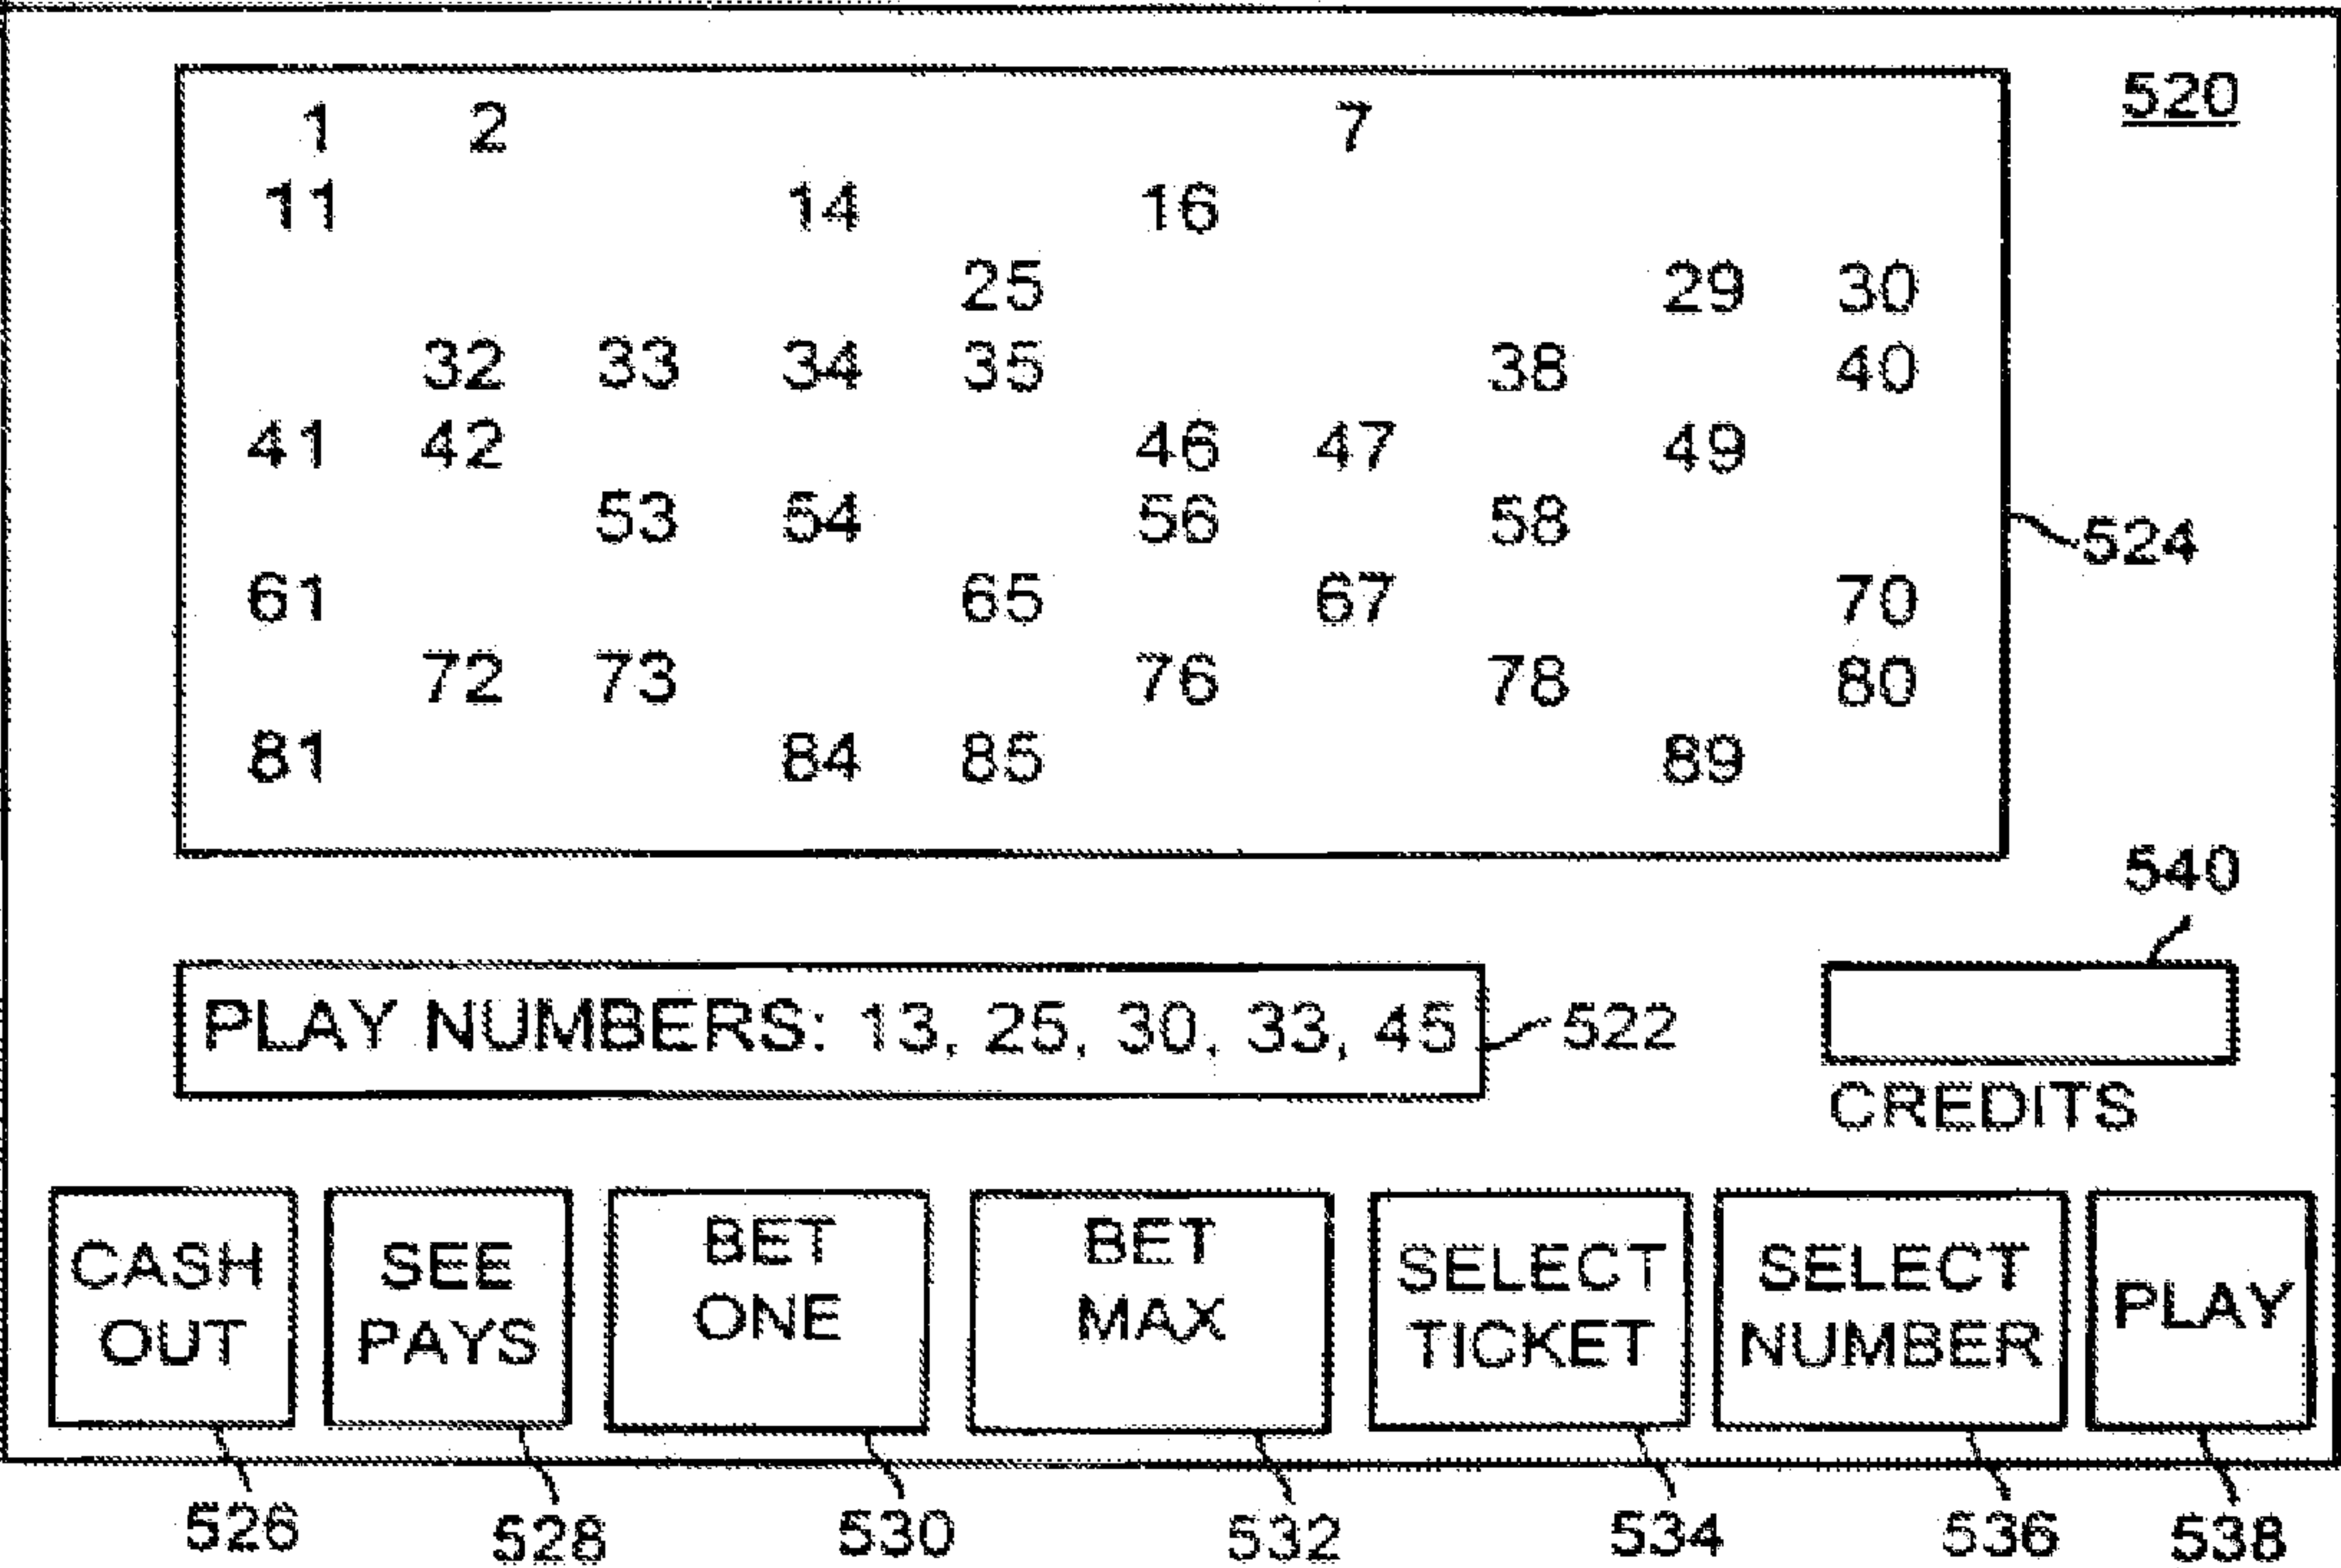 520
1 2 7
11 14 16
25 29 30
32 33 34 35 38 40
41 42 46 47 49
53 54 56 58
524
61 65 67 70
72 73 76 78 80
81 84 85 89
540
PLAY NUMBERS: 13, 25, 30, 33, 45
522
CREDITS
CASH
OUT
SEE
PAYS
BET
ONE
BET
MAX
SELECT
TICKET
SELECT
NUMBER
PLAY
526 528 530 532 534 536 538